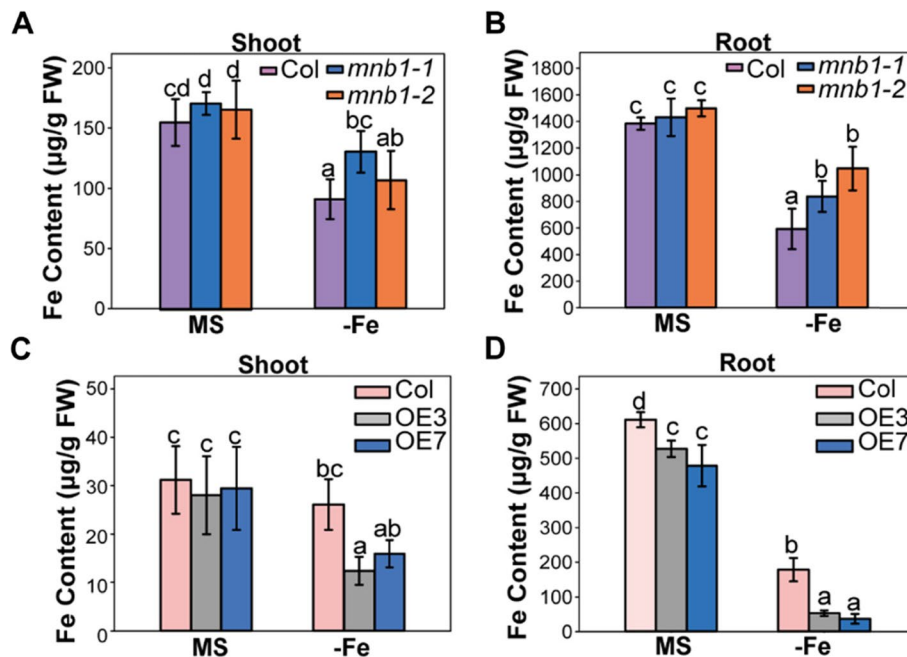 A
Shoot
Col
mnb1-1
mnb1-2
Fe Content (µg/g FW)
200
150
100
50
0
cd
d
d
a
bc
ab
MS
-Fe
B
Root
Col
mnb1-1
mnb1-2
Fe Content (µg/g FW)
1800
1600
1400
1200
1000
800
600
400
200
0
c
c
c
a
b
b
MS
-Fe
C
Shoot
Col
OE3
OE7
Fe Content (µg/g FW)
50
40
30
20
10
0
c
c
c
bc
a
ab
MS
-Fe
D
Root
Col
OE3
OE7
Fe Content (µg/g FW)
700
600
500
400
300
200
100
0
d
c
c
b
a
a
MS
-Fe